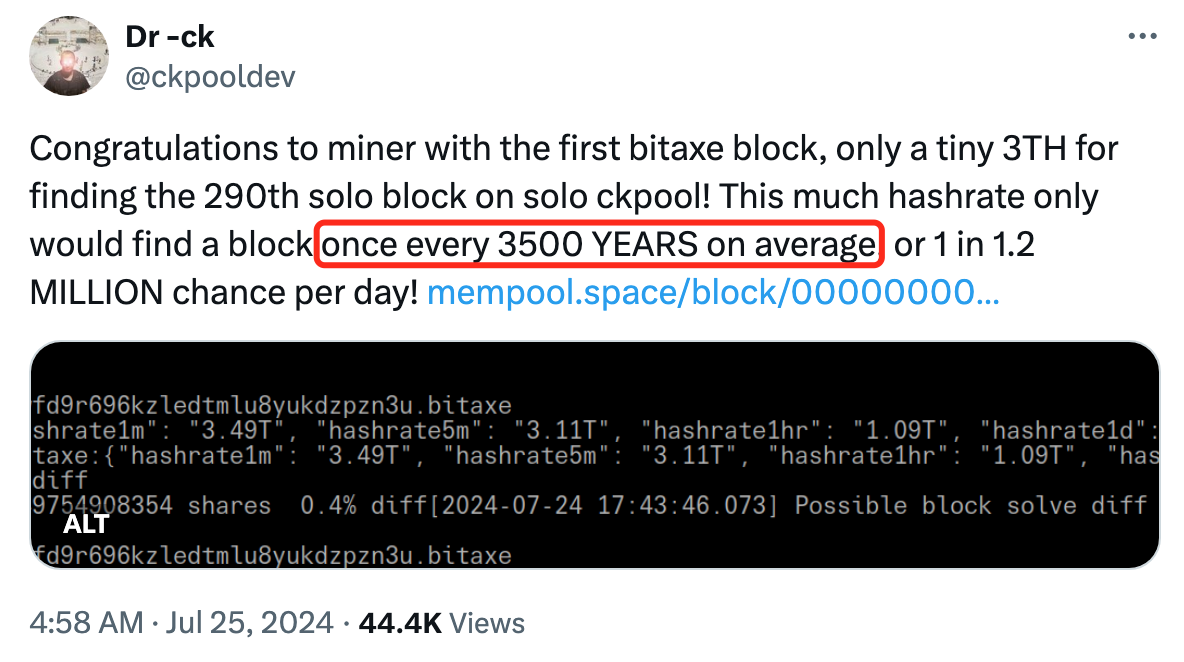 Dr -ck
@ckpooldev
Congratulations to miner with the first bitaxe block, only a tiny 3TH for
finding the 290th solo block on solo ckpool! This much hashrate only
would find a block once every 3500 YEARS on average, or 1 in 1.2
MILLION chance per day! mempool.space/block/00000000…
fd9r696kzledtmlu8yukdzpzn3u.bitaxe
shrate1m": "3.49T", "hashrate5m": "3.11T", "hashrate1hr": "1.09T", "hashrate1d":
taxe:{"hashrate1m": "3.49T", "hashrate5m": "3.11T", "hashrate1hr": "1.09T", "has
diff
9754908354 shares  0.4% diff[2024-07-24 17:43:46.073] Possible block solve diff
ALT
fd9r696kzledtmlu8yukdzpzn3u.bitaxe
4:58 AM · Jul 25, 2024 · 44.4K Views